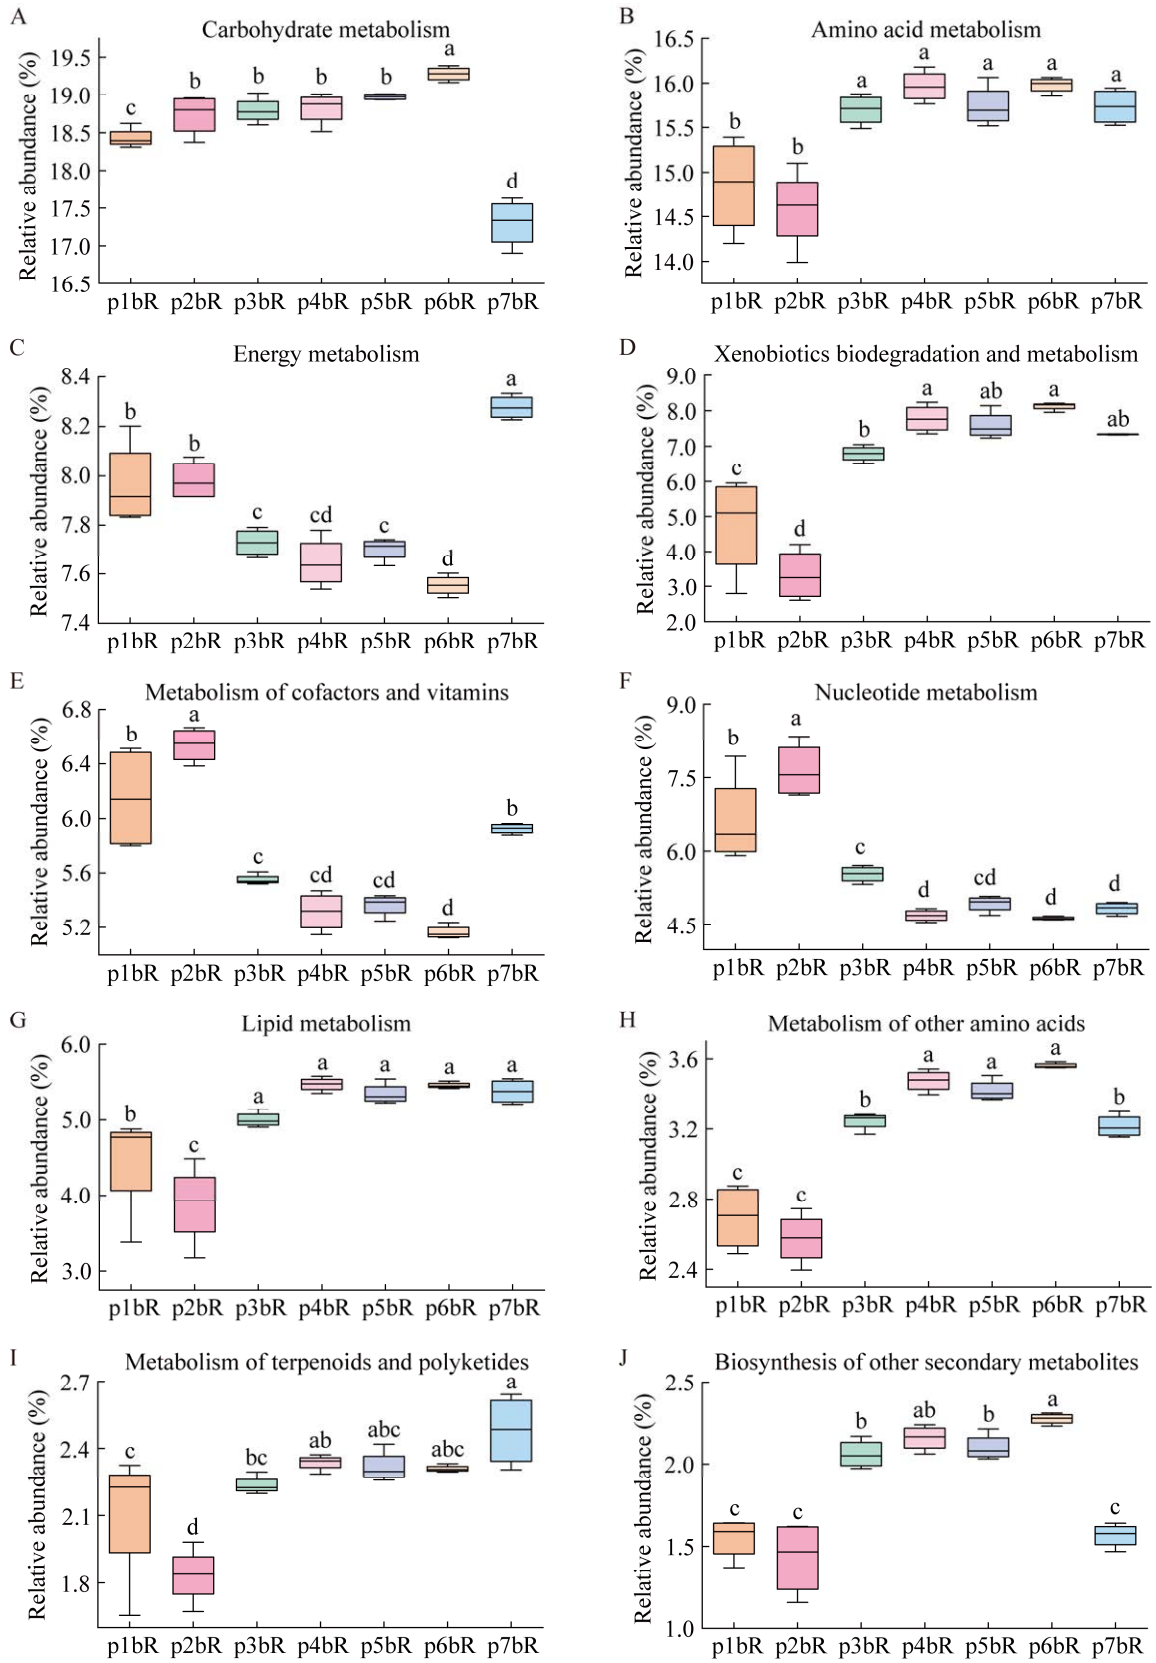 A
Carbohydrate metabolism
Relative abundance (%)
19.5
19.0
18.5
18.0
17.5
17.0
16.5
c b b b b a d
p1bR p2bR p3bR p4bR p5bR p6bR p7bR
B
Amino acid metabolism
Relative abundance (%)
16.5
16.0
15.5
15.0
14.5
14.0
b b a a a a a
p1bR p2bR p3bR p4bR p5bR p6bR p7bR
C
Energy metabolism
Relative abundance (%)
8.4
8.2
8.0
7.8
7.6
7.4
b b c cd c d a
p1bR p2bR p3bR p4bR p5bR p6bR p7bR
D
Xenobiotics biodegradation and metabolism
Relative abundance (%)
9.0
8.0
7.0
6.0
5.0
4.0
3.0
2.0
c d b a ab a ab
p1bR p2bR p3bR p4bR p5bR p6bR p7bR
E
Metabolism of cofactors and vitamins
Relative abundance (%)
6.8
6.4
6.0
5.6
5.2
b a c cd cd d b
p1bR p2bR p3bR p4bR p5bR p6bR p7bR
F
Nucleotide metabolism
Relative abundance (%)
9.0
7.5
6.0
4.5
b a c d cd d d
p1bR p2bR p3bR p4bR p5bR p6bR p7bR
G
Lipid metabolism
Relative abundance (%)
6.0
5.0
4.0
3.0
b c a a a a a
p1bR p2bR p3bR p4bR p5bR p6bR p7bR
H
Metabolism of other amino acids
Relative abundance (%)
3.6
3.2
2.8
2.4
c c b a a a b
p1bR p2bR p3bR p4bR p5bR p6bR p7bR
I
Metabolism of terpenoids and polyketides
Relative abundance (%)
2.7
2.4
2.1
1.8
c d bc ab abc abc a
p1bR p2bR p3bR p4bR p5bR p6bR p7bR
J
Biosynthesis of other secondary metabolites
Relative abundance (%)
2.5
2.0
1.5
1.0
c c b ab b a c
p1bR p2bR p3bR p4bR p5bR p6bR p7bR